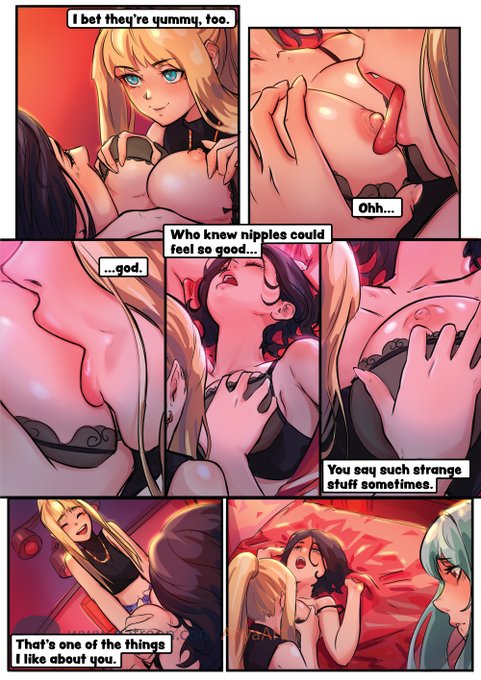 I bet they're yummy, too.
Ohh...
Who knew nipples could
feel so good...
...god.
You say such strange
stuff sometimes.
That's one of the things
I like about you.